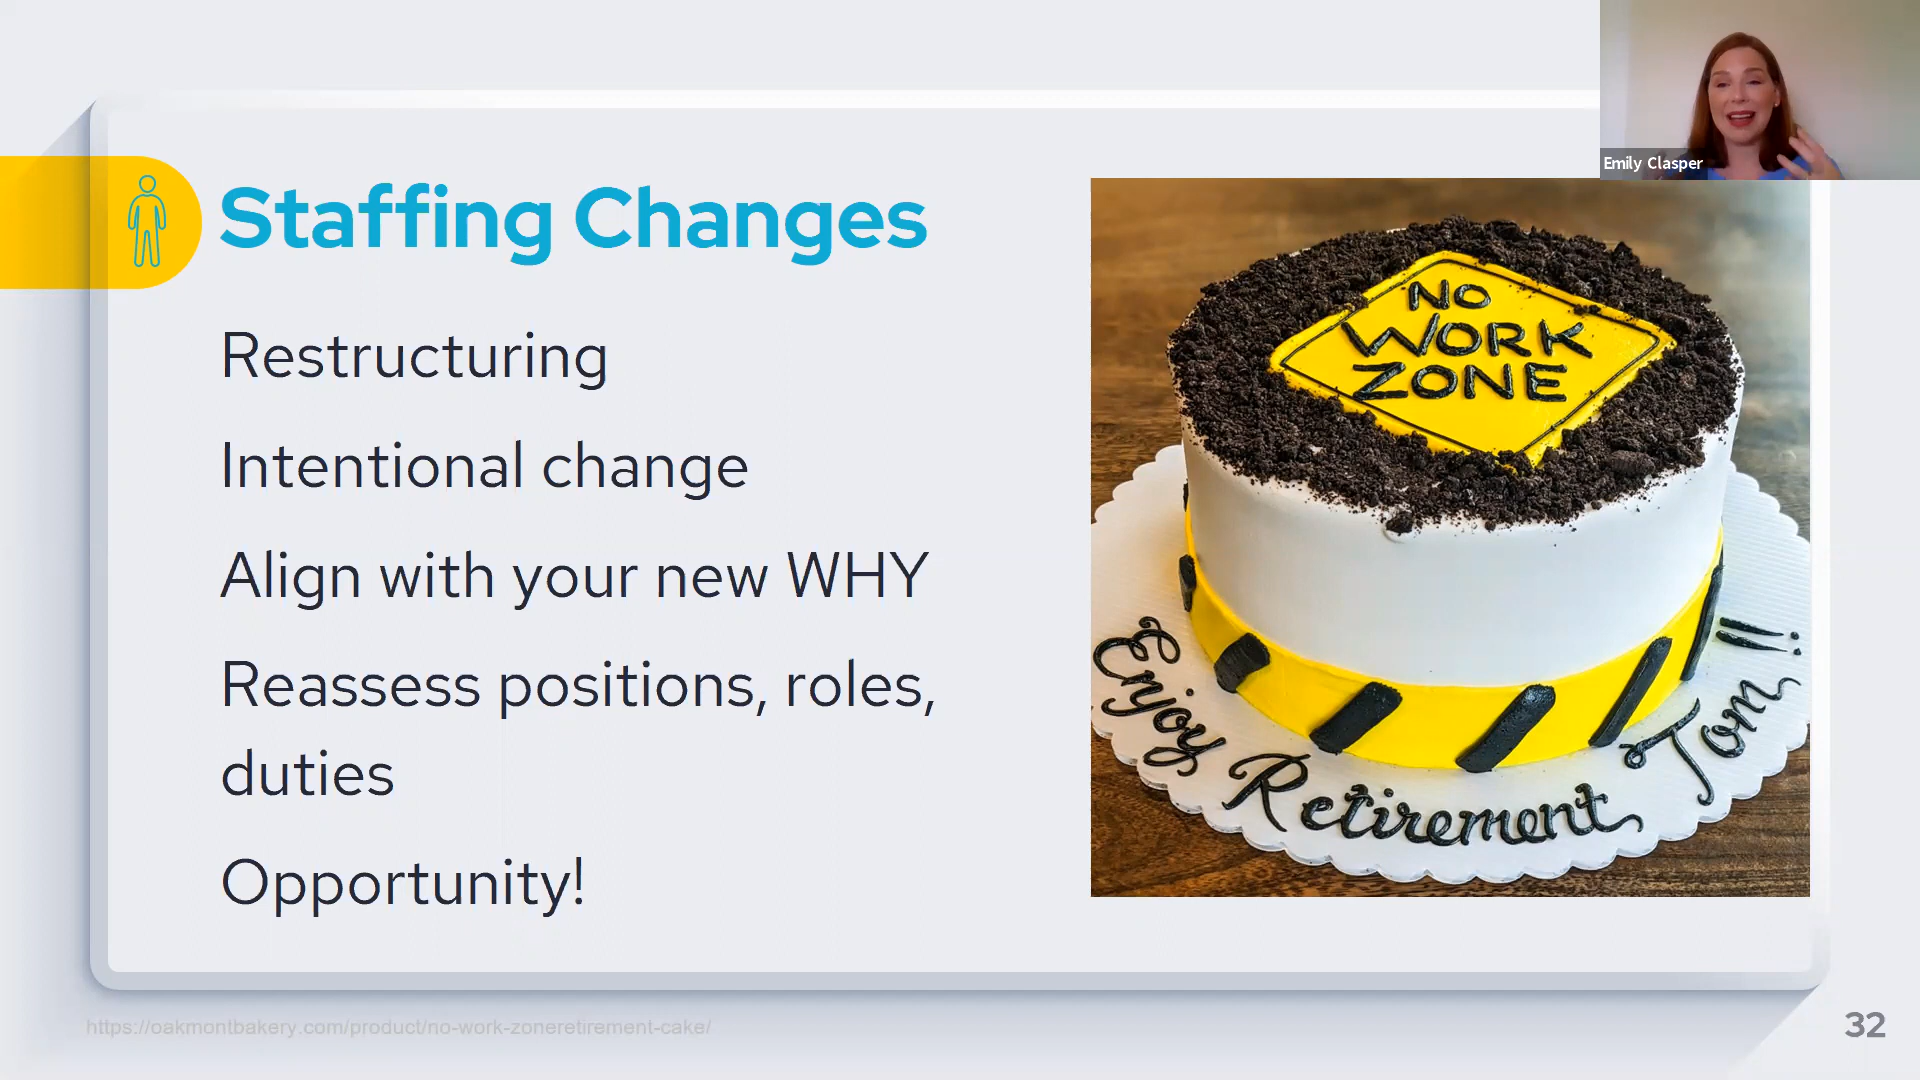 Emily Clasper
Staffing Changes
Restructuring
Intentional change
Align with your new WHY
Reassess positions, roles,
duties
Opportunity!
NO
WORK
ZONE
Enjoy Retirement Tom!!
https://oakmontbakery.com/product/no-work-zoneretirement-cake/
32